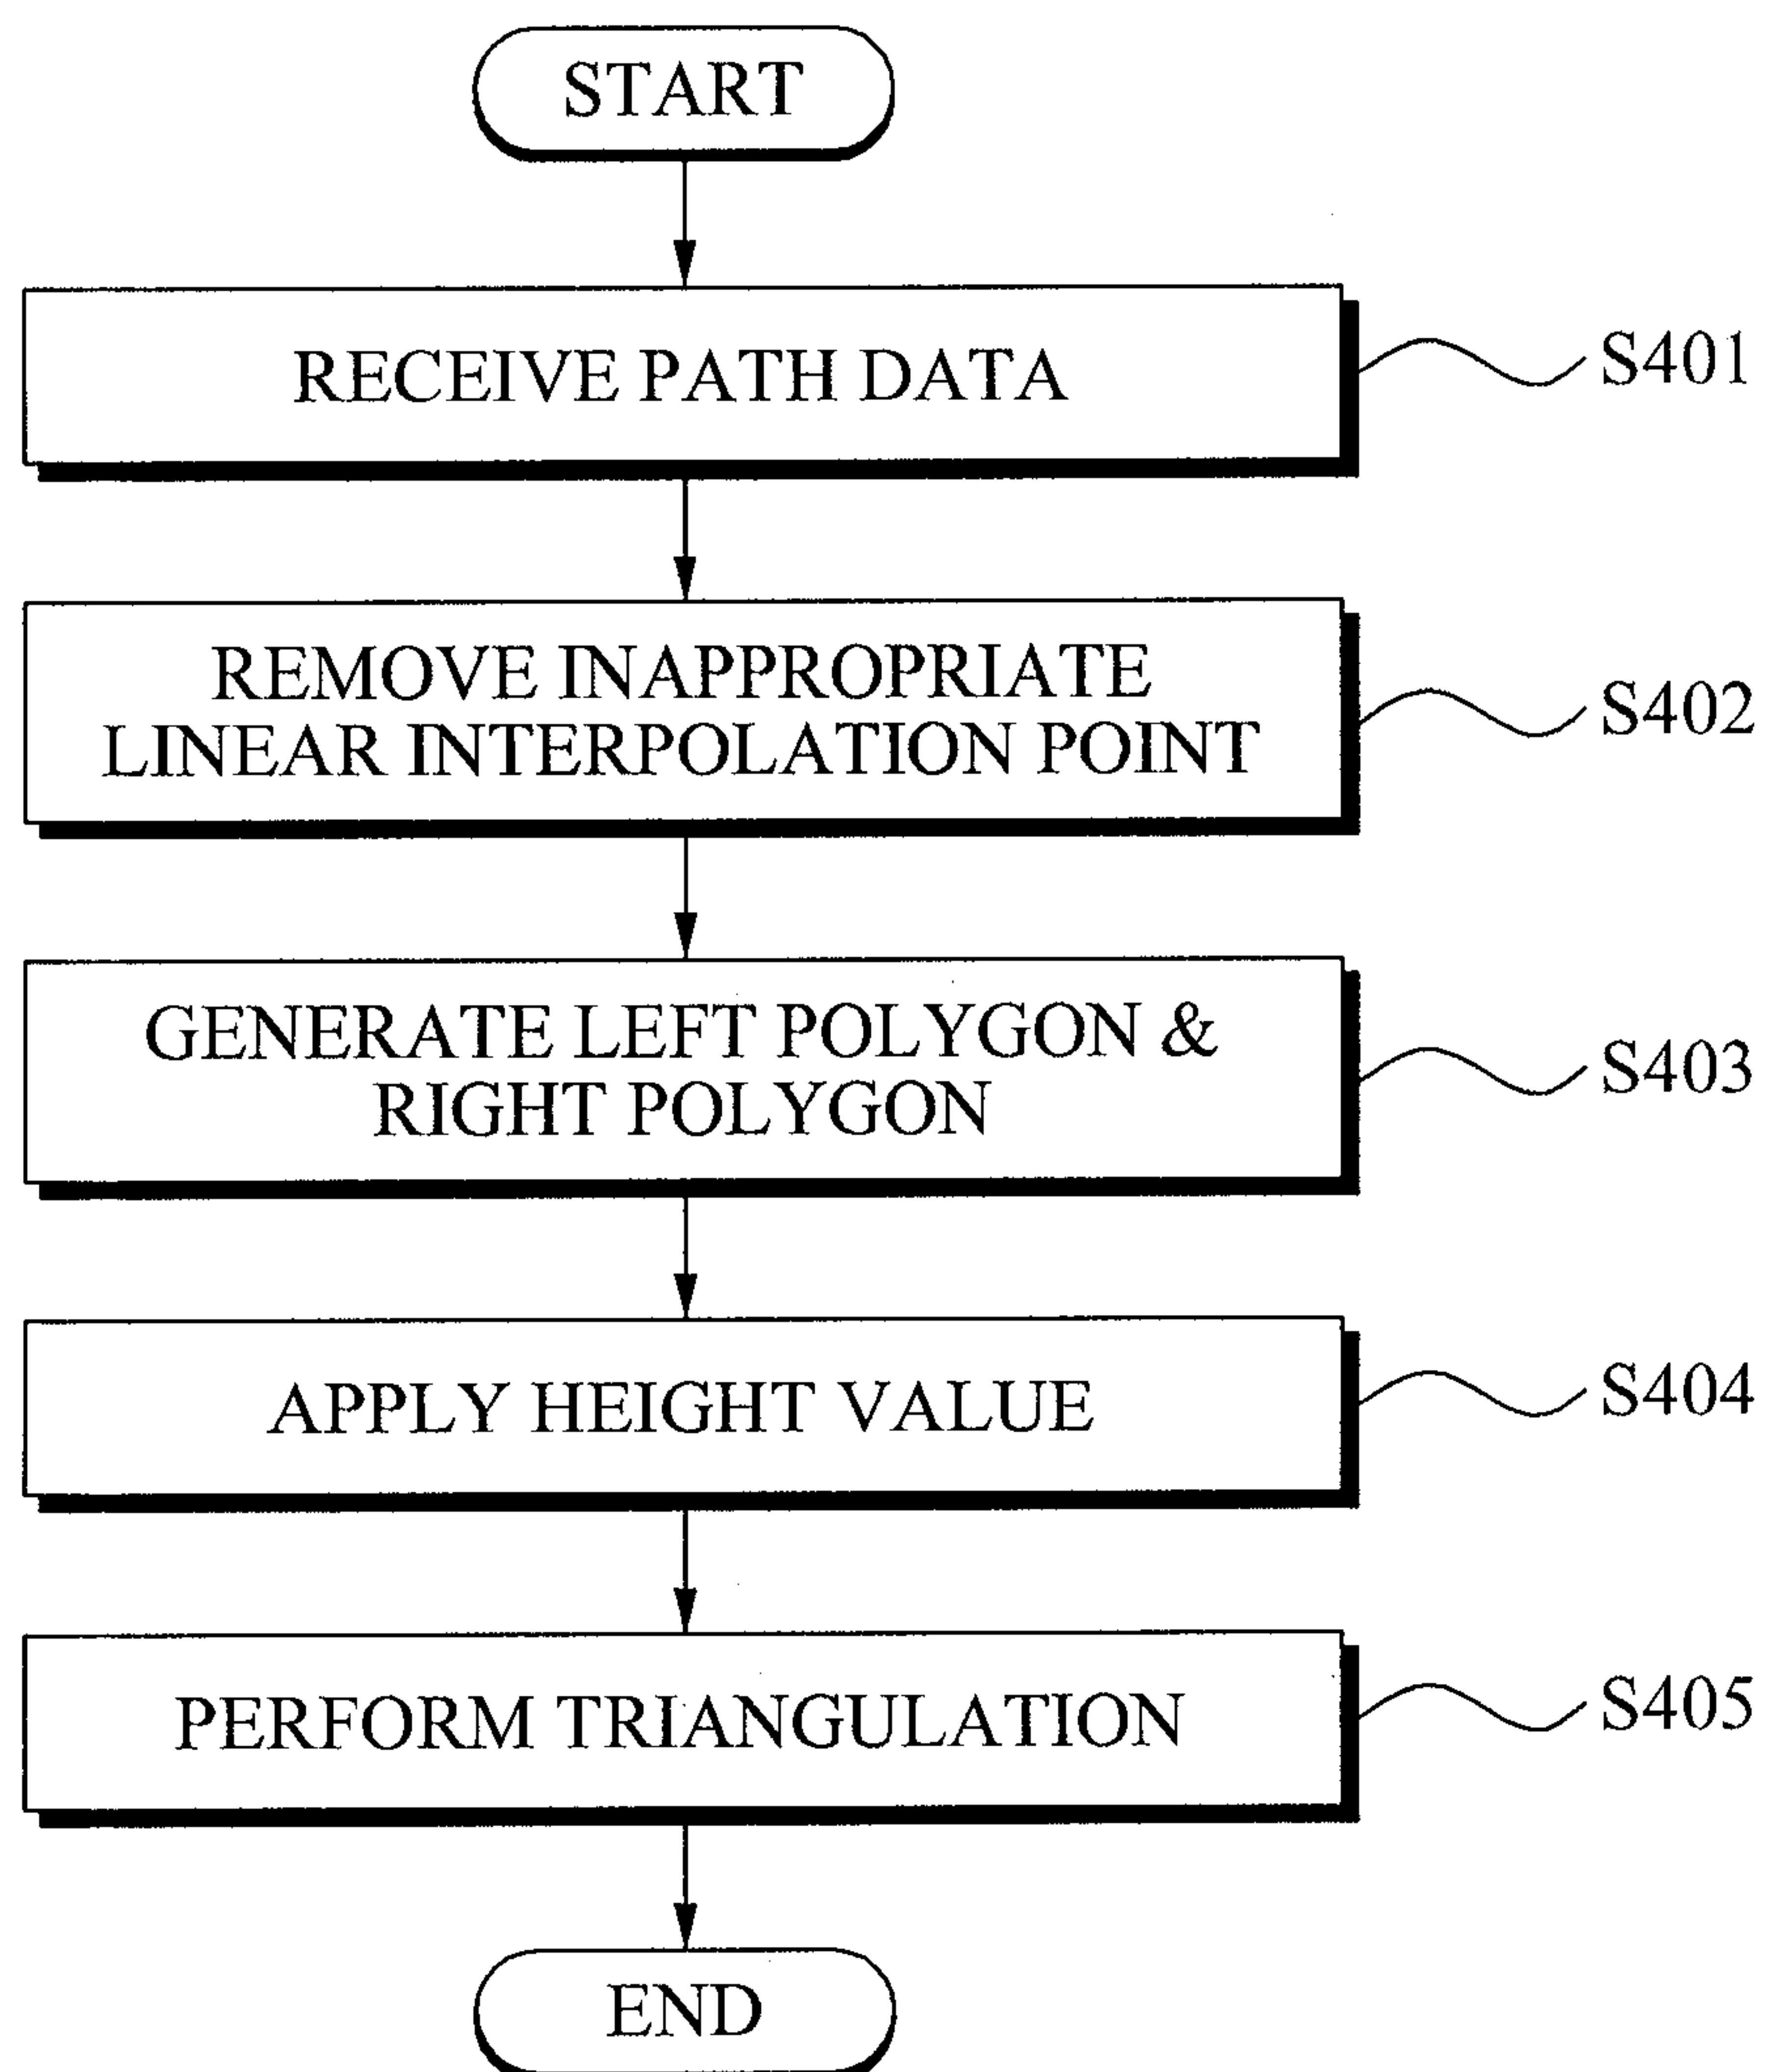 START
RECEIVE PATH DATA
S401
REMOVE INAPPROPRIATE
LINEAR INTERPOLATION POINT
S402
GENERATE LEFT POLYGON &
RIGHT POLYGON
S403
APPLY HEIGHT VALUE
S404
PERFORM TRIANGULATION
S405
END